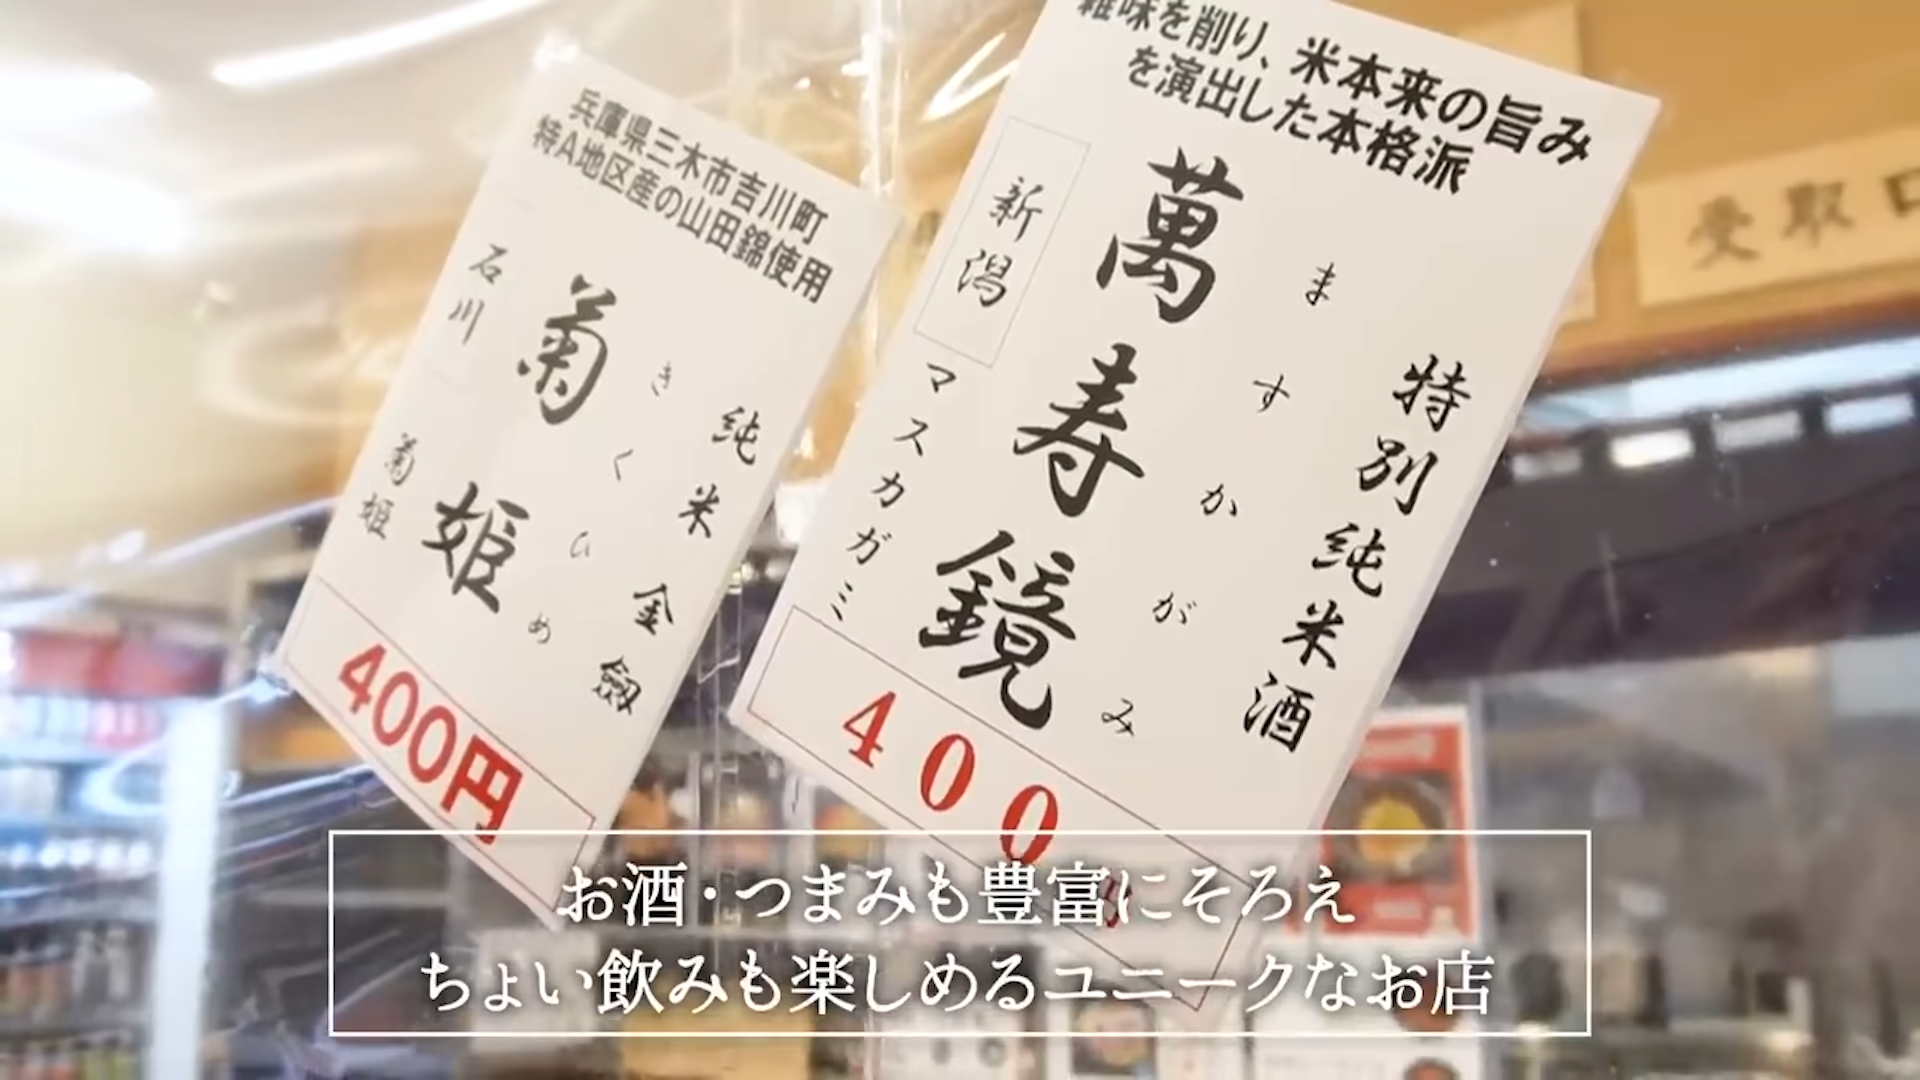 兵庫県三木市吉川町
特A地区産の山田錦使用
純米 金劔
きくひめ
菊姫
石川
菊姫
400円
雑味を削り、米本来の旨み
を演出した本格派
特別純米酒
ますかがみ
萬寿鏡
新潟
マスカガミ
400円
受取口
お酒・つまみも豊富にそろえ
ちょい飲みも楽しめるユニークなお店